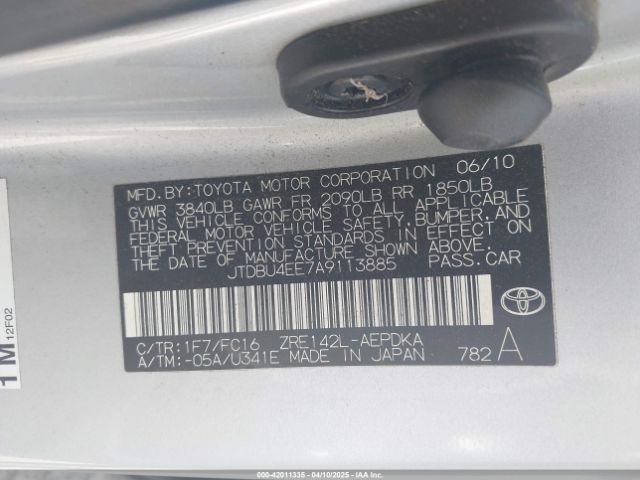 MFD. BY: TOYOTA MOTOR CORPORATION 06/10
GVWR 3840LB GAWR FR 2090LB RR 1850LB
THIS VEHICLE CONFORMS TO ALL APPLICABLE
FEDERAL MOTOR VEHICLE SAFETY, BUMPER,
AND THEFT PREVENTION STANDARDS IN EFFECT ON
THE DATE OF MANUFACTURE SHOWN ABOVE.
JTDBU4EE7A9113885 PASS. CAR
C/TR: 1F7/FC16 ZRE142L-AEPDKA
A/TM: -05A/U341E MADE IN JAPAN 782 A
1M
12F02
000-42011335 - 04/10/2025 - IAAI.COM